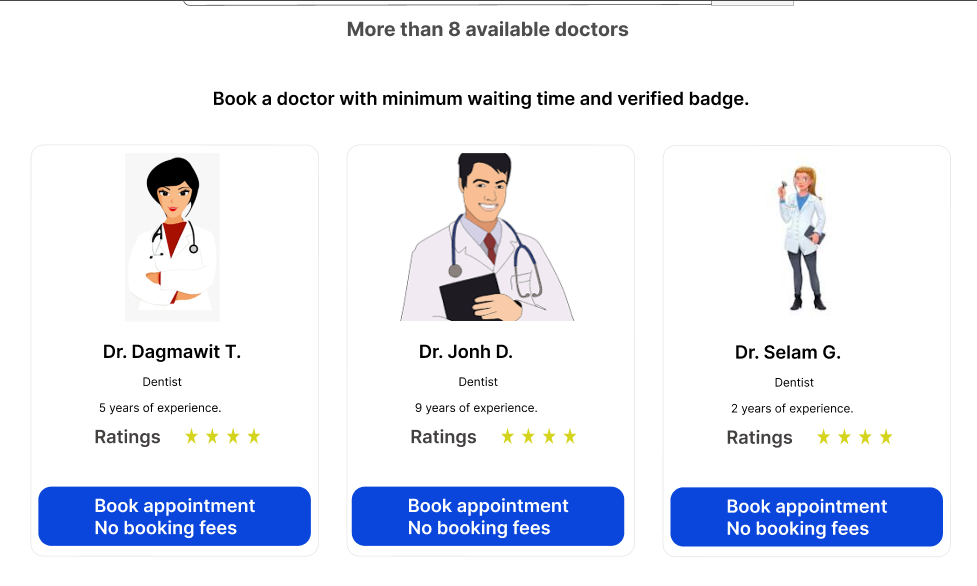 More than 8 available doctors
Book a doctor with minimum waiting time and verified badge.
Dr. Dagmawit T.
Dentist
5 years of experience.
Ratings
Book appointment
No booking fees
Dr. Jonh D.
Dentist
9 years of experience.
Ratings
Book appointment
No booking fees
Dr. Selam G.
Dentist
2 years of experience.
Ratings
Book appointment
No booking fees